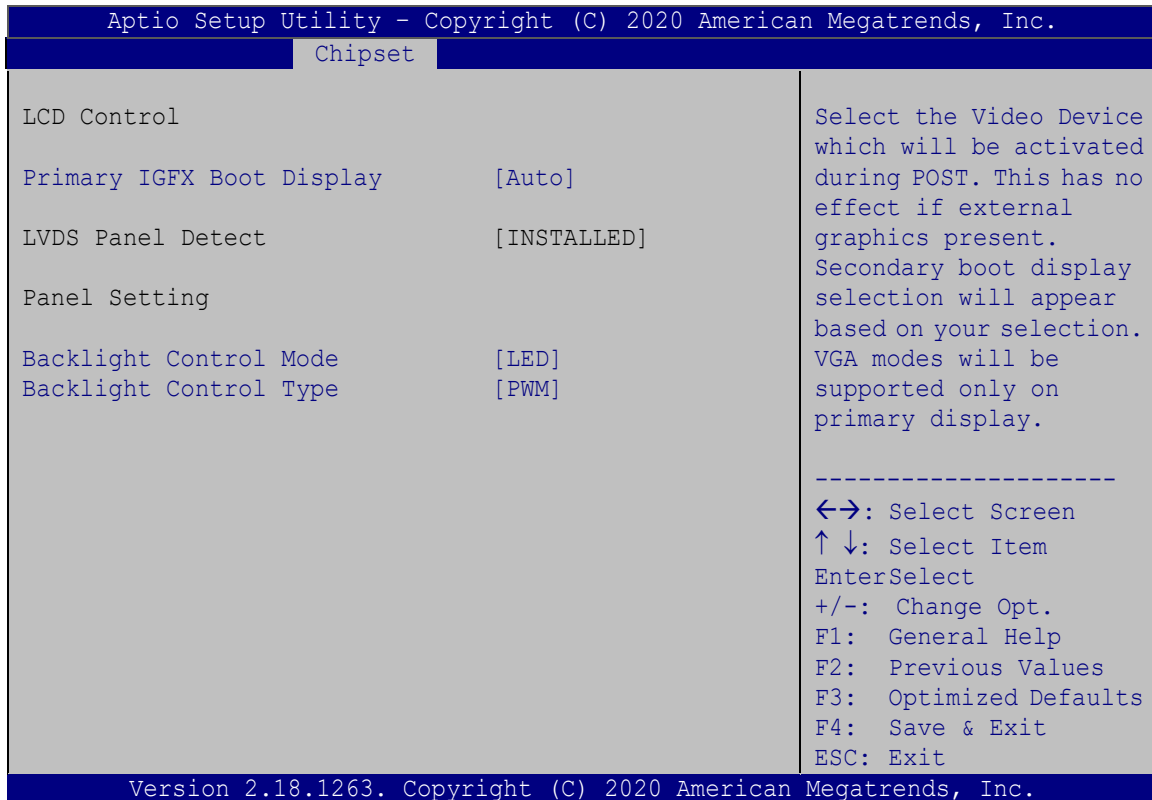 Aptio Setup Utility – Copyright (C) 2020 American Megatrends, Inc.
Chipset
LCD Control
Primary IGFX Boot Display [Auto]
LVDS Panel Detect [INSTALLED]
Panel Setting
Backlight Control Mode [LED]
Backlight Control Type [PWM]
Select the Video Device
which will be activated
during POST. This has no
effect if external
graphics present.
Secondary boot display
selection will appear
based on your selection.
VGA modes will be
supported only on
primary display.
---------------------
←→: Select Screen
↑ ↓: Select Item
EnterSelect
+/-: Change Opt.
F1: General Help
F2: Previous Values
F3: Optimized Defaults
F4: Save & Exit
ESC: Exit
Version 2.18.1263. Copyright (C) 2020 American Megatrends, Inc.